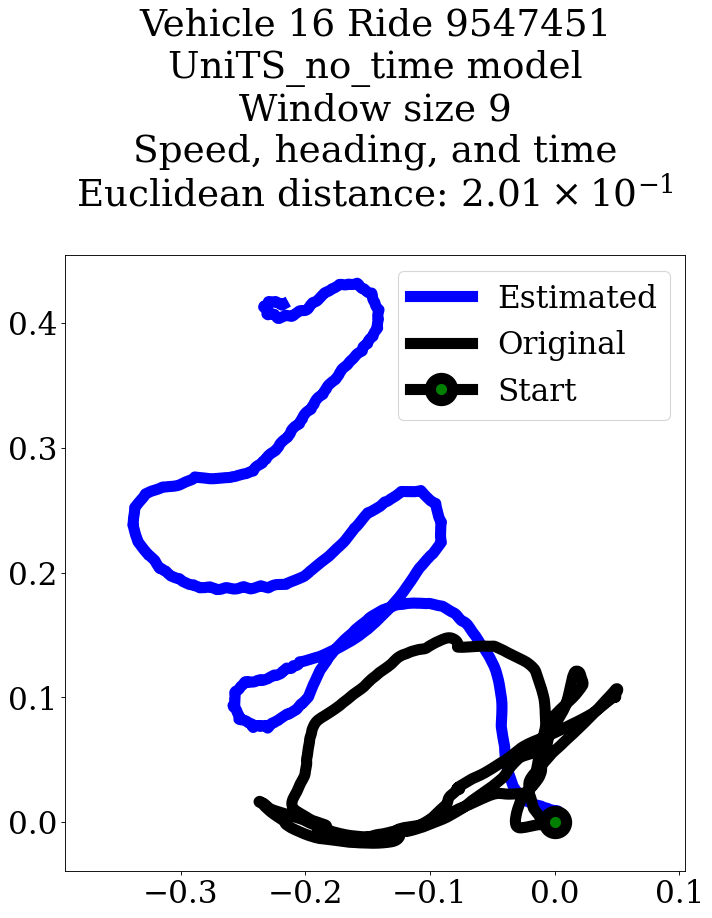 Vehicle 16 Ride 9547451
UniTS_no_time model
Window size 9
Speed, heading, and time
Euclidean distance: 2.01 × 10⁻¹
Estimated
Original
Start
0.4
0.3
0.2
0.1
0.0
−0.3
−0.2
−0.1
0.0
0.1